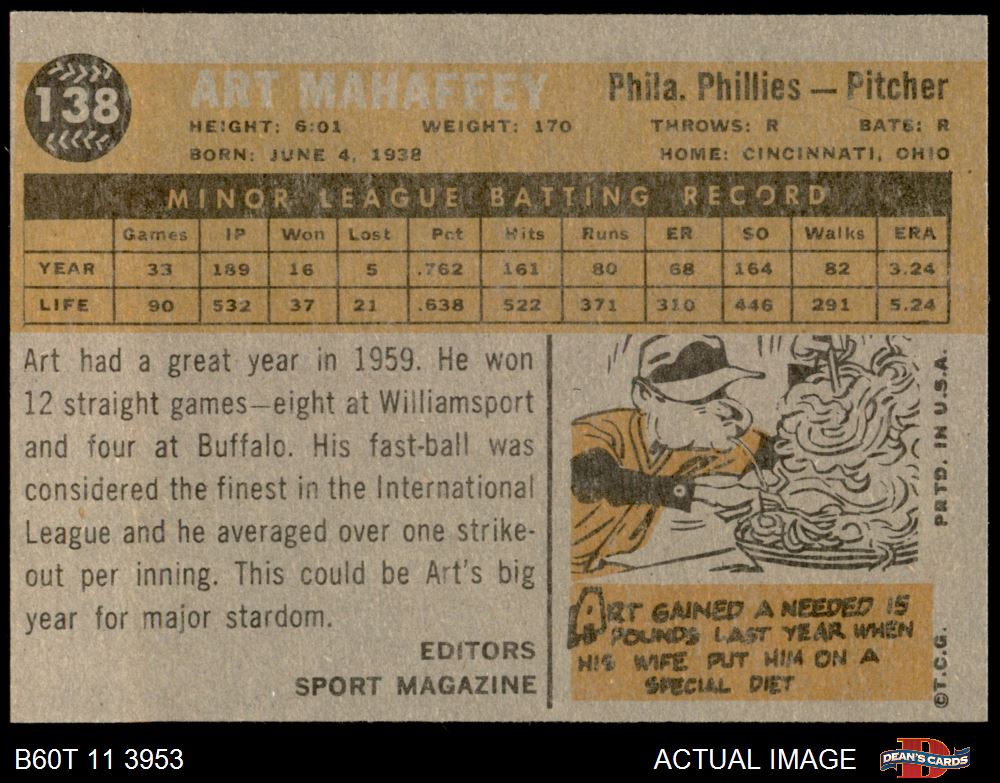 138
ART MAHAFFEY
Phila. Phillies — Pitcher
HEIGHT: 6:01 WEIGHT: 170 THROWS: R BATS: R
BORN: JUNE 4, 1938 HOME: CINCINNATI, OHIO
MINOR LEAGUE BATTING RECORD
Games IP Won Lost Pct Hits Runs ER SO Walks ERA
YEAR 33 189 16 5 .762 161 80 68 164 82 3.24
LIFE 90 532 37 21 .638 522 371 310 446 291 5.24
Art had a great year in 1959. He won
12 straight games—eight at Williamsport
and four at Buffalo. His fast-ball was
considered the finest in the International
League and he averaged over one strike-
out per inning. This could be Art's big
year for major stardom.
EDITORS
SPORT MAGAZINE
ART GAINED A NEEDED 15
POUNDS LAST YEAR WHEN
HIS WIFE PUT HIM ON A
SPECIAL DIET
PRTD. IN U.S.A.
©T.C.G.
B60T 11 3953
ACTUAL IMAGE
D
DEAN'S CARDS